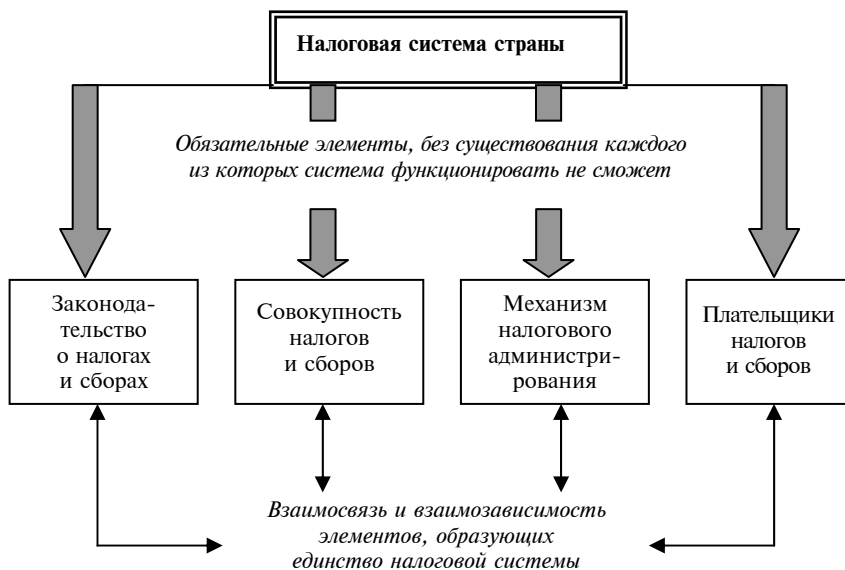 Налоговая система страны
Обязательные элементы, без существования каждого
из которых система функционировать не сможет
Законода-
тельство
о налогах
и сборах
Совокупность
налогов
и сборов
Механизм
налогового
администри-
рования
Плательщики
налогов
и сборов
Взаимосвязь и взаимозависимость
элементов, образующих
единство налоговой системы